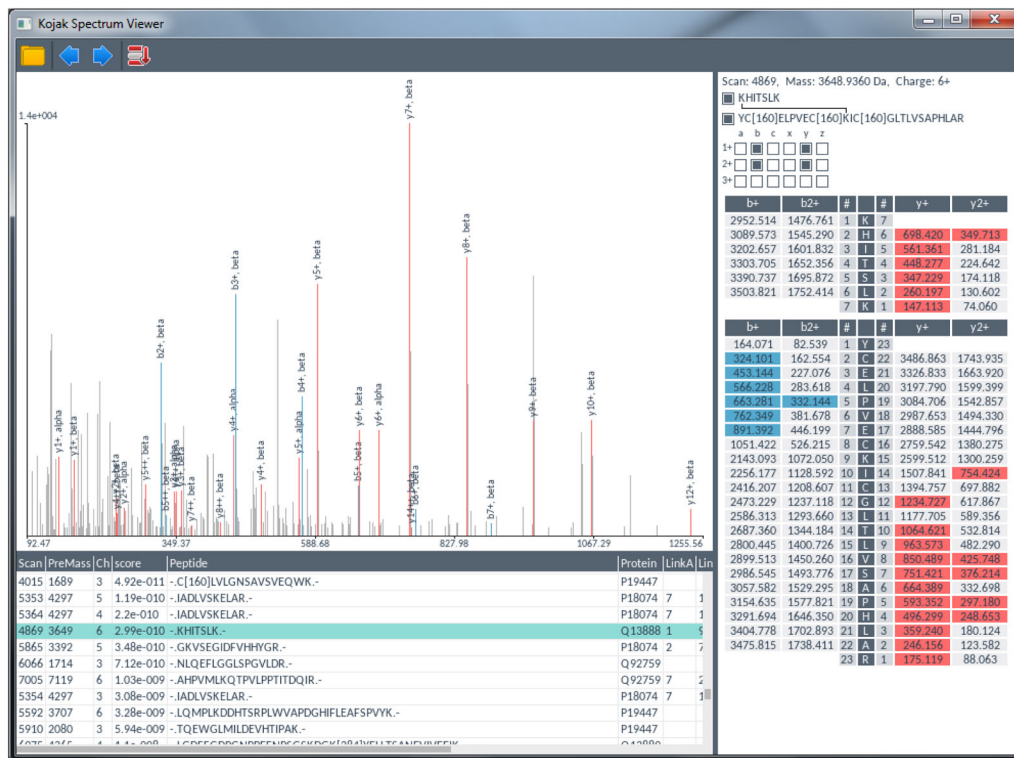 Kojak Spectrum Viewer
1.4e+004
y7+, beta
y8+, beta
y5+, beta
b3+, beta
b2+, beta
b4+, beta
y4+, alpha
y6+, beta
y6+, alpha
y9+, beta
y10+, beta
y1+, alpha
y1+, beta
y5++, beta
y5+, alpha
y4+, beta
b5+, beta
y12+, beta
b5++, beta
y7++, beta
y8++, beta
b7+, beta
92.47 349.37 588.68 827.98 1067.29 1255.56
Scan PreMass Ch score Peptide Protein LinkA Lin
4015 1689 3 4.92e-011 -.C[160]LVLGNSAVSVEQWK.- P19447
5353 4297 5 1.19e-010 -.IADLVSKELAR.- P18074 7 1
5364 4297 4 2.2e-010 -.IADLVSKELAR.- P18074 7 1
4869 3649 6 2.99e-010 -.KHITSLK.- Q13888 1 9
5865 3392 5 3.48e-010 -.GKVSEGIDFVHHYGR.- P18074 2 7
6066 1714 3 7.12e-010 -.NLQEFLGGLSPGVLDR.- Q92759
7005 7119 6 1.03e-009 -.AHPVMLKQTPVLPPTITDQIR.- Q92759 7 2
5354 4297 3 3.08e-009 -.IADLVSKELAR.- P18074 7 1
5592 3707 6 3.28e-009 -.LQMPLKDDHTSRPLWVAPDGHIFLEAFSPVYK.- P19447
5910 2080 3 5.94e-009 -.TQEWGLMILDEVHTIPAK.- P19447
Scan: 4869, Mass: 3648.9360 Da, Charge: 6+
KHITSLK
YC[160]ELPVEC[160]KIC[160]GLTLVSAPHLAR
a b c x y z
1+
2+
3+
b+ b2+ # # y+ y2+
2952.514 1476.761 1 K 7
3089.573 1545.290 2 H 6 698.420 349.713
3202.657 1601.832 3 I 5 561.361 281.184
3303.705 1652.356 4 T 4 448.277 224.642
3390.737 1695.872 5 S 3 347.229 174.118
3503.821 1752.414 6 L 2 260.197 130.602
7 K 1 147.113 74.060
b+ b2+ # # y+ y2+
164.071 82.539 1 Y 23
324.101 162.554 2 C 22 3486.863 1743.935
453.144 227.076 3 E 21 3326.833 1663.920
566.228 283.618 4 L 20 3197.790 1599.399
663.281 332.144 5 P 19 3084.706 1542.857
762.349 381.678 6 V 18 2987.653 1494.330
891.392 446.199 7 E 17 2888.585 1444.796
1051.422 526.215 8 C 16 2759.542 1380.275
2143.093 1072.050 9 K 15 2599.512 1300.259
2256.177 1128.592 10 I 14 1507.841 754.424
2416.207 1208.607 11 C 13 1394.757 697.882
2473.229 1237.118 12 G 12 1234.727 617.867
2586.313 1293.660 13 L 11 1177.705 589.356
2687.360 1344.184 14 T 10 1064.621 532.814
2800.445 1400.726 15 L 9 963.573 482.290
2899.513 1450.260 16 V 8 850.489 425.748
2986.545 1493.776 17 S 7 751.421 376.214
3057.582 1529.295 18 A 6 664.389 332.698
3154.635 1577.821 19 P 5 593.352 297.180
3291.694 1646.350 20 H 4 496.299 248.653
3404.778 1702.893 21 L 3 359.240 180.124
3475.815 1738.411 22 A 2 246.156 123.582
23 R 1 175.119 88.063